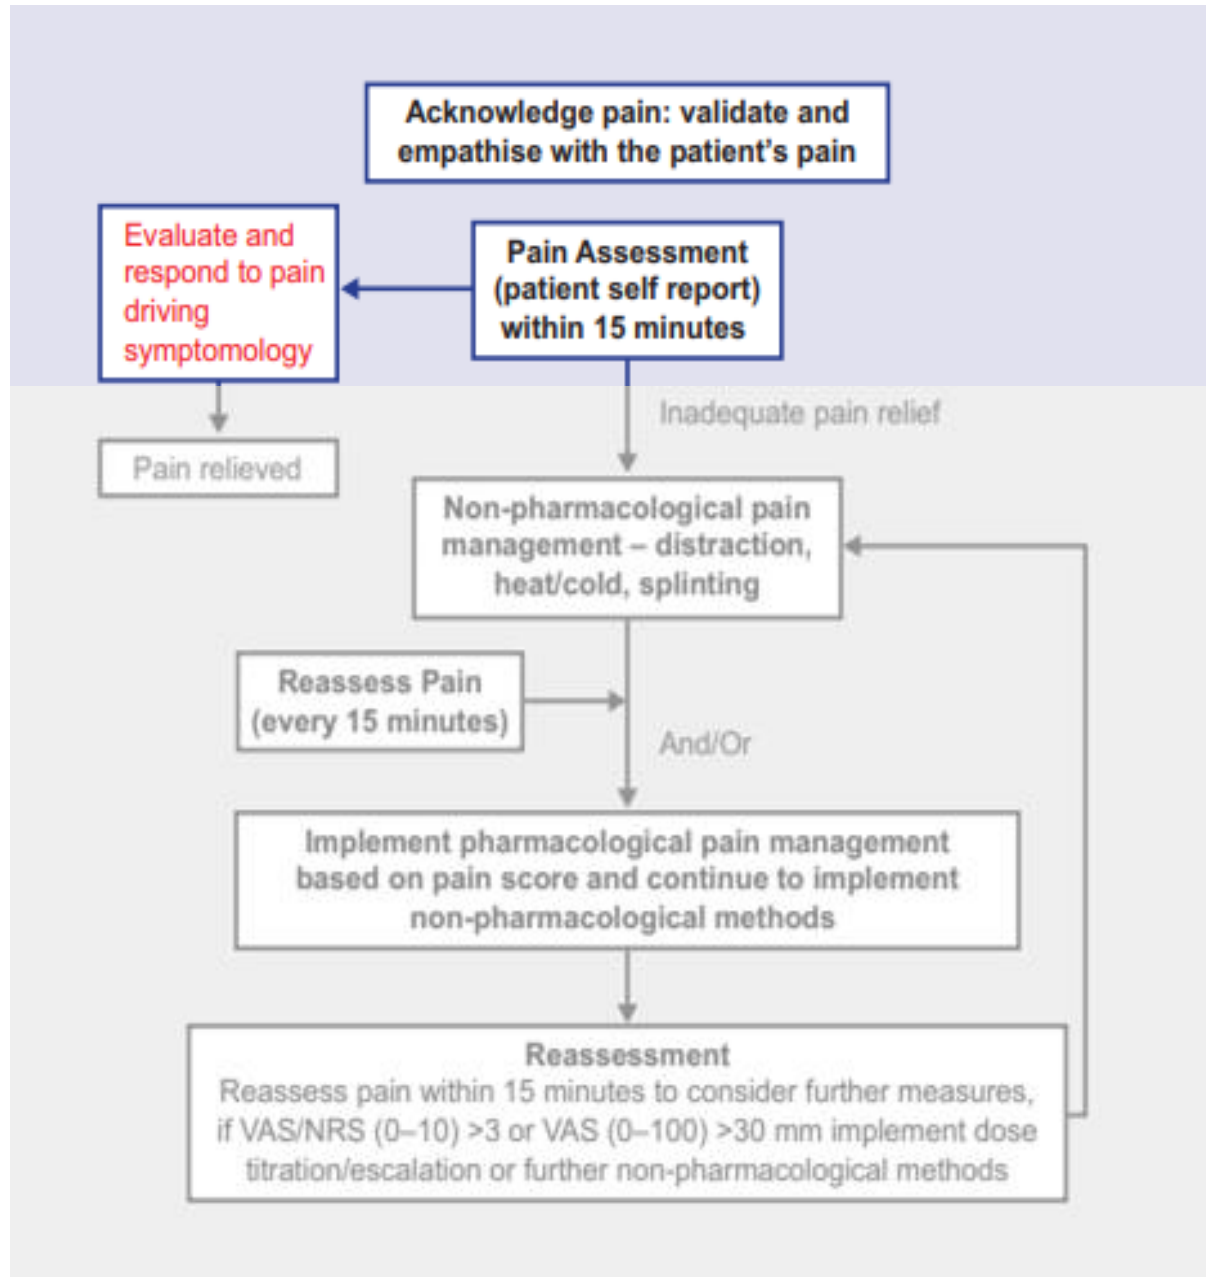 Acknowledge pain: validate and
empathise with the patient's pain
Evaluate and
respond to pain
driving
symptomology
Pain Assessment
(patient self report)
within 15 minutes
Inadequate pain relief
Pain relieved
Non-pharmacological pain
management – distraction,
heat/cold, splinting
Reassess Pain
(every 15 minutes)
And/Or
Implement pharmacological pain management
based on pain score and continue to implement
non-pharmacological methods
Reassessment
Reassess pain within 15 minutes to consider further measures,
if VAS/NRS (0–10) >3 or VAS (0–100) >30 mm implement dose
titration/escalation or further non-pharmacological methods